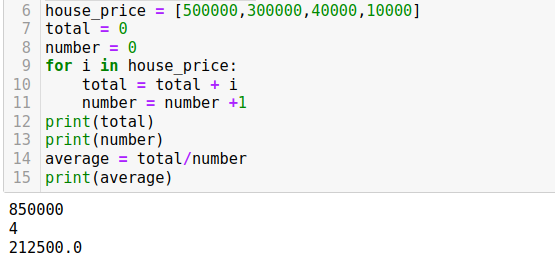 6 house_price = [500000,300000,40000,10000]
7 total = 0
8 number = 0
9 for i in house_price:
10     total = total + i
11     number = number +1
12 print(total)
13 print(number)
14 average = total/number
15 print(average)
850000
4
212500.0